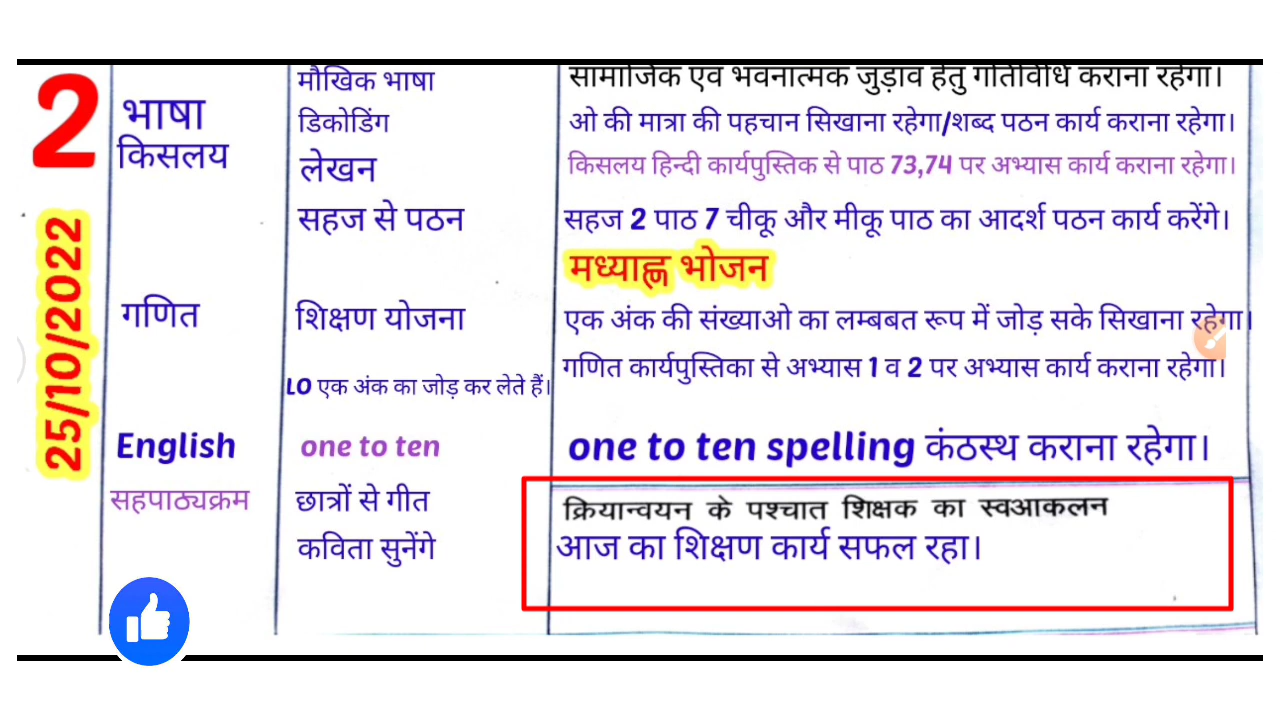 2
25/10/2022
भाषा
किसलय
मौखिक भाषा
सामाजिक एवं भवनात्मक जुड़ाव हेतु गतिविधि कराना रहेगा।
डिकोडिंग
ओ की मात्रा की पहचान सिखाना रहेगा/शब्द पठन कार्य कराना रहेगा।
लेखन
किसलय हिन्दी कार्यपुस्तिक से पाठ 73,74 पर अभ्यास कार्य कराना रहेगा।
सहज से पठन
सहज 2 पाठ 7 चीकू और मीकू पाठ का आदर्श पठन कार्य करेंगे।
मध्याह्न भोजन
गणित
शिक्षण योजना
एक अंक की संख्याओ का लम्बबत रूप में जोड़ सके सिखाना रहेगा।
गणित कार्यपुस्तिका से अभ्यास 1 व 2 पर अभ्यास कार्य कराना रहेगा।
LO एक अंक का जोड़ कर लेते हैं।
English
one to ten
one to ten spelling कंठस्थ कराना रहेगा।
सहपाठ्यक्रम
छात्रों से गीत
कविता सुनेंगे
क्रियान्वयन के पश्चात शिक्षक का स्वआकलन
आज का शिक्षण कार्य सफल रहा।